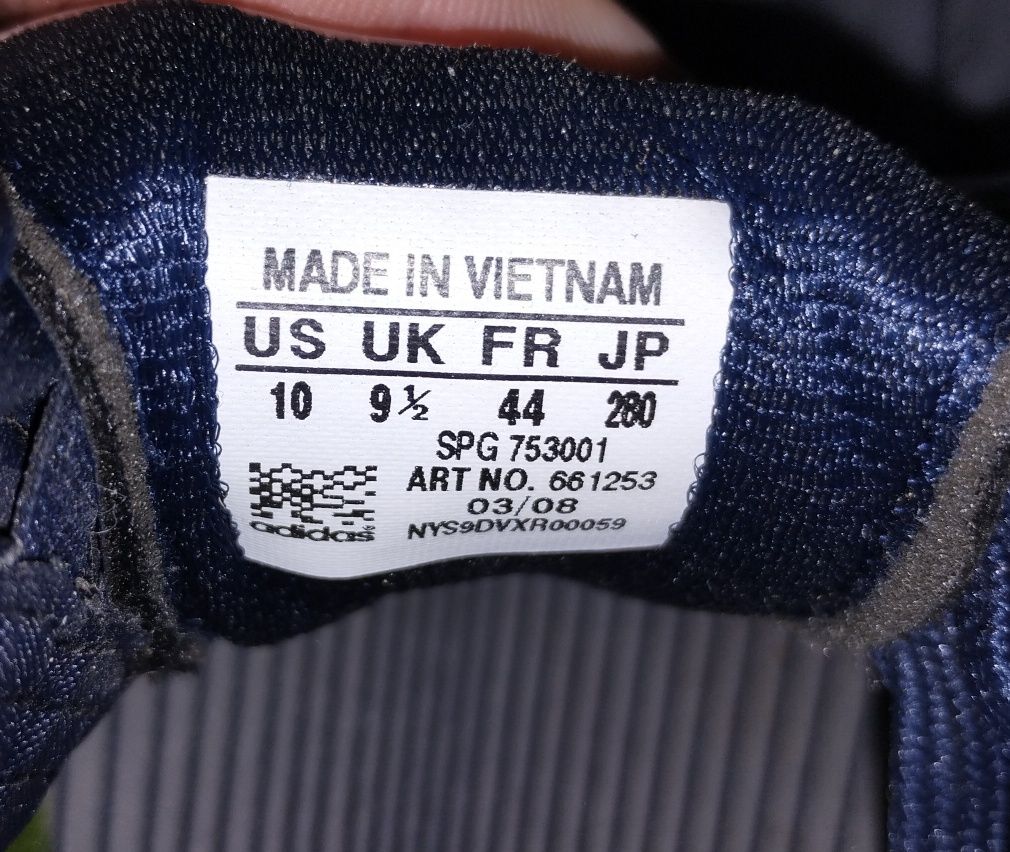 MADE IN VIETNAM
US UK FR JP
10 9½ 44 280
SPG 753001
ART NO. 661253
03/08
adidas NYS9DVXR00059